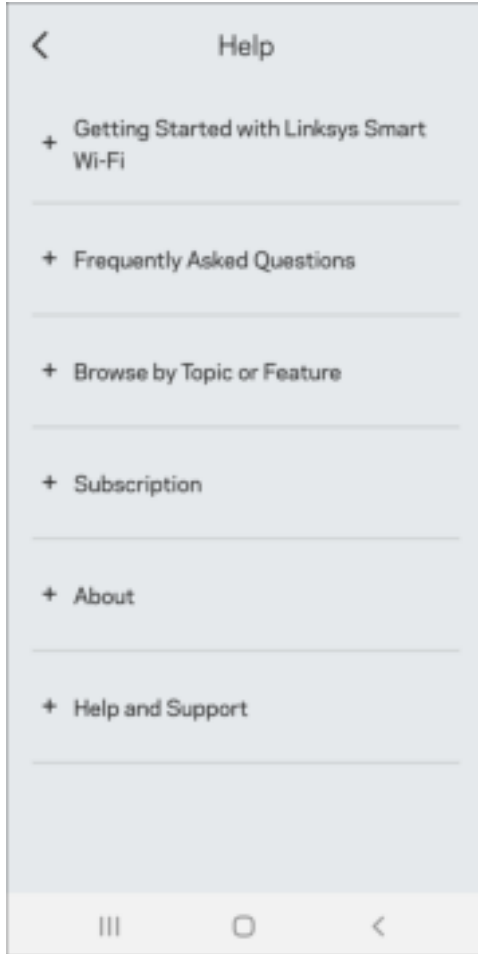 Help
Getting Started with Linksys Smart
Wi-Fi
Frequently Asked Questions
Browse by Topic or Feature
Subscription
About
Help and Support